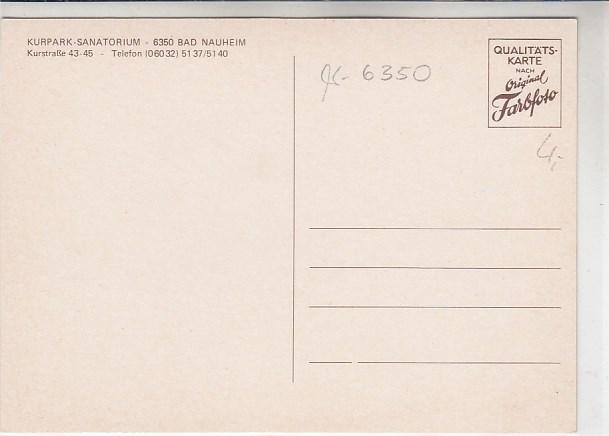 KURPARK-SANATORIUM - 6350 BAD NAUHEIM
Kurstraße 43-45 - Telefon (06032) 5137/5140
6350
QUALITÄTS-
KARTE
NACH
Original
Farbfoto
4,-